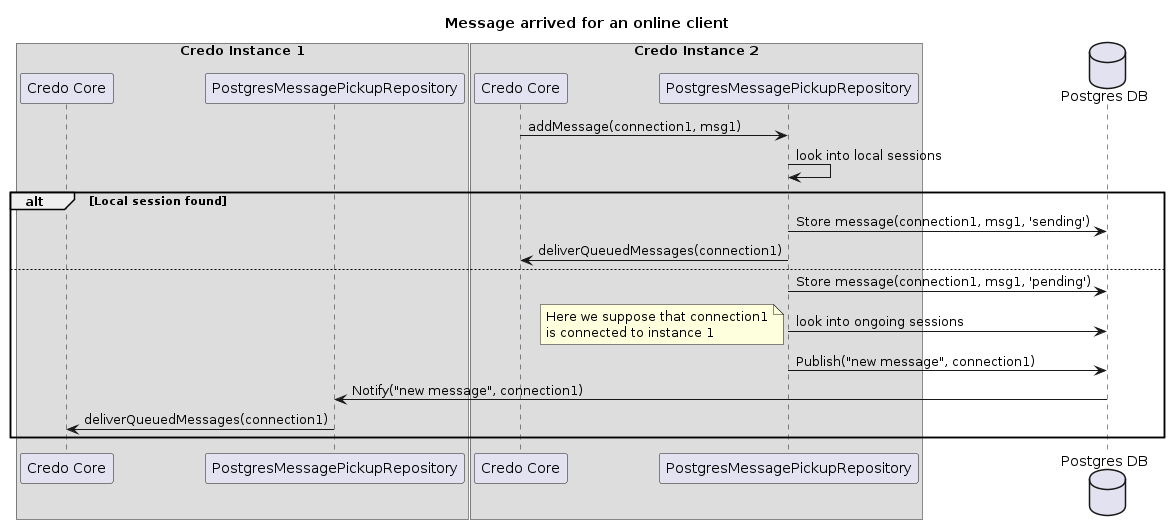 Message arrived for an online client
Credo Instance 1
Credo Instance 2
Credo Core
PostgresMessagePickupRepository
Credo Core
PostgresMessagePickupRepository
Postgres DB
addMessage(connection1, msg1)
look into local sessions
alt
[Local session found]
Store message(connection1, msg1, 'sending')
deliverQueuedMessages(connection1)
Store message(connection1, msg1, 'pending')
Here we suppose that connection1
is connected to instance 1
look into ongoing sessions
Publish("new message", connection1)
Notify("new message", connection1)
deliverQueuedMessages(connection1)
Credo Core
PostgresMessagePickupRepository
Credo Core
PostgresMessagePickupRepository
Postgres DB